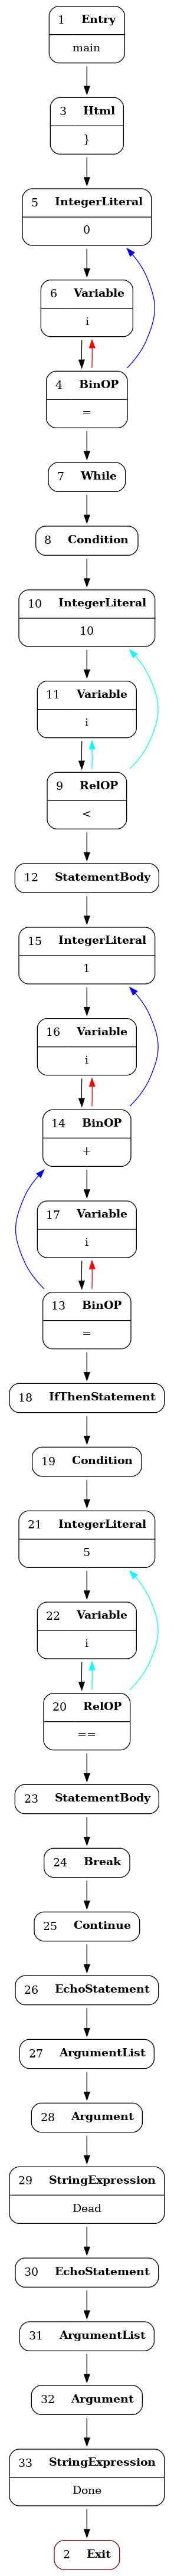 1 Entry
main
3 Html
}
5 IntegerLiteral
0
6 Variable
i
4 BinOP
=
7 While
8 Condition
10 IntegerLiteral
10
11 Variable
i
9 RelOP
<
12 StatementBody
15 IntegerLiteral
1
16 Variable
i
14 BinOP
+
17 Variable
i
13 BinOP
=
18 IfThenStatement
19 Condition
21 IntegerLiteral
5
22 Variable
i
20 RelOP
==
23 StatementBody
24 Break
25 Continue
26 EchoStatement
27 ArgumentList
28 Argument
29 StringExpression
Dead
30 EchoStatement
31 ArgumentList
32 Argument
33 StringExpression
Done
2 Exit